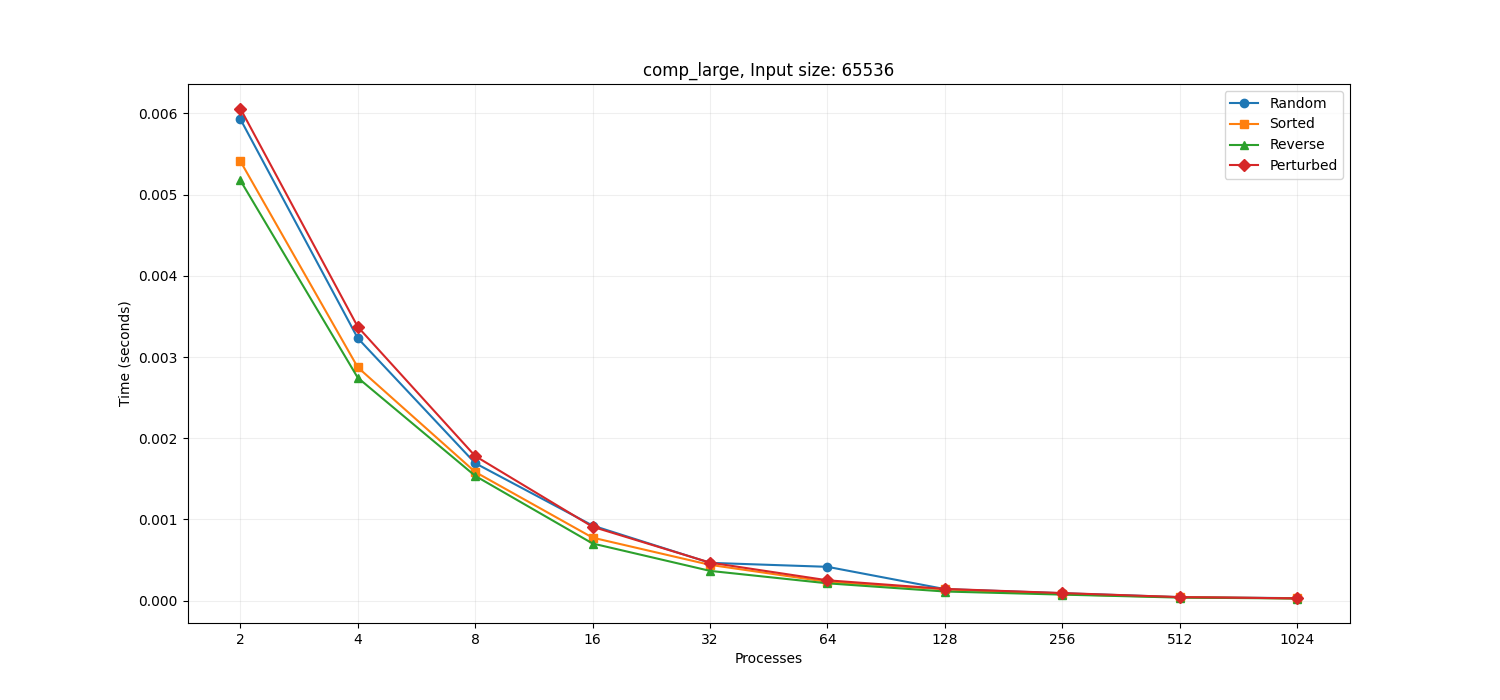 comp_large, Input size: 65536
Random
Sorted
Reverse
Perturbed
Time (seconds)
0.006
0.005
0.004
0.003
0.002
0.001
0.000
2 4 8 16 32 64 128 256 512 1024
Processes